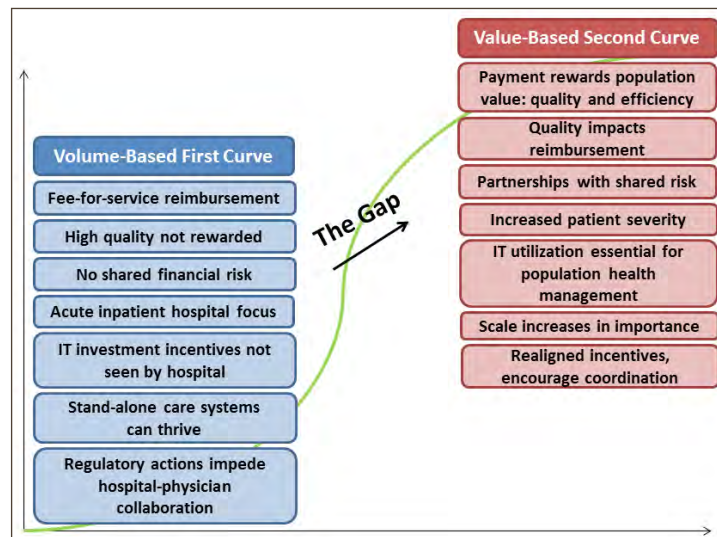 Volume-Based First Curve
Fee-for-service reimbursement
High quality not rewarded
No shared financial risk
Acute inpatient hospital focus
IT investment incentives not
seen by hospital
Stand-alone care systems
can thrive
Regulatory actions impede
hospital-physician
collaboration
The Gap
Value-Based Second Curve
Payment rewards population
value: quality and efficiency
Quality impacts
reimbursement
Partnerships with shared risk
Increased patient severity
IT utilization essential for
population health
management
Scale increases in importance
Realigned incentives,
encourage coordination